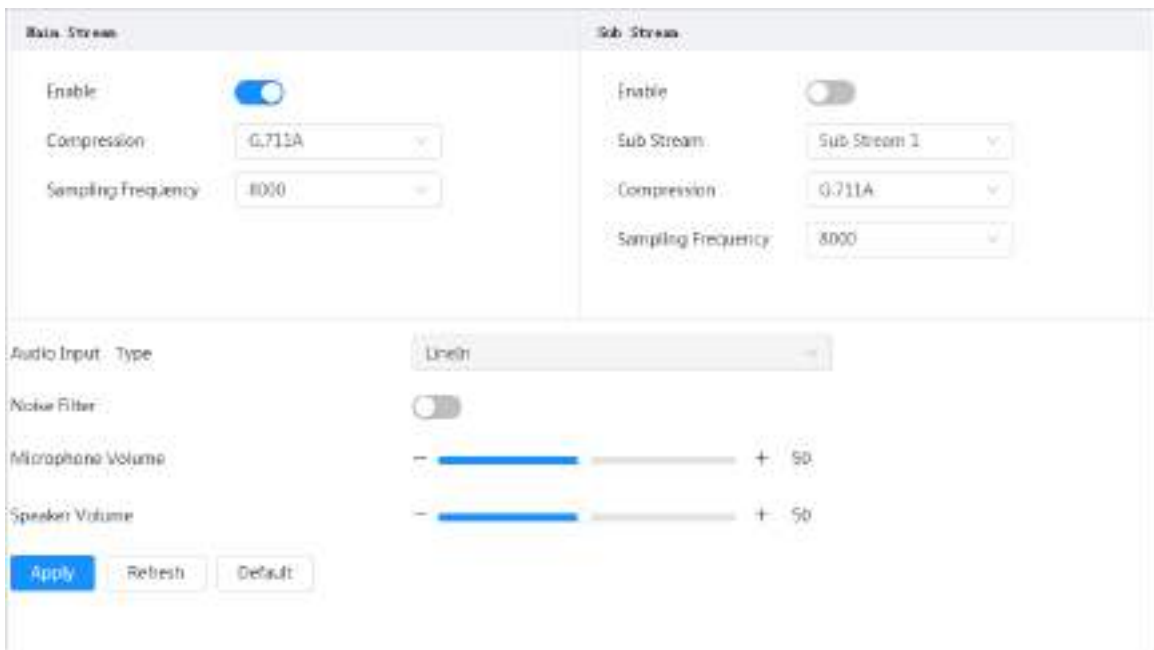 Main Stream
Enable
Compression G.711A
Sampling Frequency 8000
Sub Stream
Enable
Sub Stream Sub Stream 1
Compression G.711A
Sampling Frequency 8000
Audio Input Type LineIn
Noise Filter
Microphone Volume − + 50
Speaker Volume − + 50
Apply Refresh Default